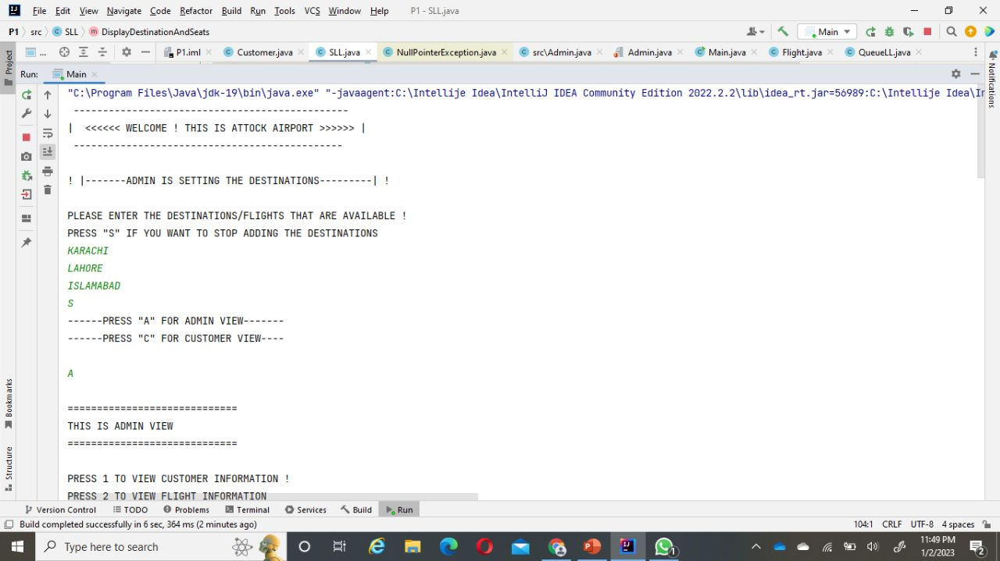 File Edit View Navigate Code Refactor Build Run Tools VCS Window Help P1 - SLL.java
P1 src SLL DisplayDestinationAndSeats Main
Project
... P1.iml Customer.java SLL.java NullPointerException.java src\Admin.java Admin.java Main.java Flight.java QueueLL.java
Notifications
Run: Main
"C:\Program Files\Java\jdk-19\bin\java.exe" "-javaagent:C:\Intellije Idea\IntelliJ IDEA Community Edition 2022.2.2\lib\idea_rt.jar=56989:C:\Intellije Idea\In
-----------------------------------------------
| <<<<<< WELCOME ! THIS IS ATTOCK AIRPORT >>>>>> |
----------------------------------------------
! |-------ADMIN IS SETTING THE DESTINATIONS---------| !
PLEASE ENTER THE DESTINATIONS/FLIGHTS THAT ARE AVAILABLE !
PRESS "S" IF YOU WANT TO STOP ADDING THE DESTINATIONS
KARACHI
LAHORE
ISLAMABAD
S
------PRESS "A" FOR ADMIN VIEW-------
------PRESS "C" FOR CUSTOMER VIEW----
A
=============================
THIS IS ADMIN VIEW
=============================
PRESS 1 TO VIEW CUSTOMER INFORMATION !
PRESS 2 TO VIEW FLIGHT INFORMATION
Bookmarks
Structure
Version Control TODO Problems Terminal Services Build Run
Build completed successfully in 6 sec, 364 ms (2 minutes ago) 104:1 CRLF UTF-8 4 spaces
Type here to search
1
11:49 PM
1/2/2023
2